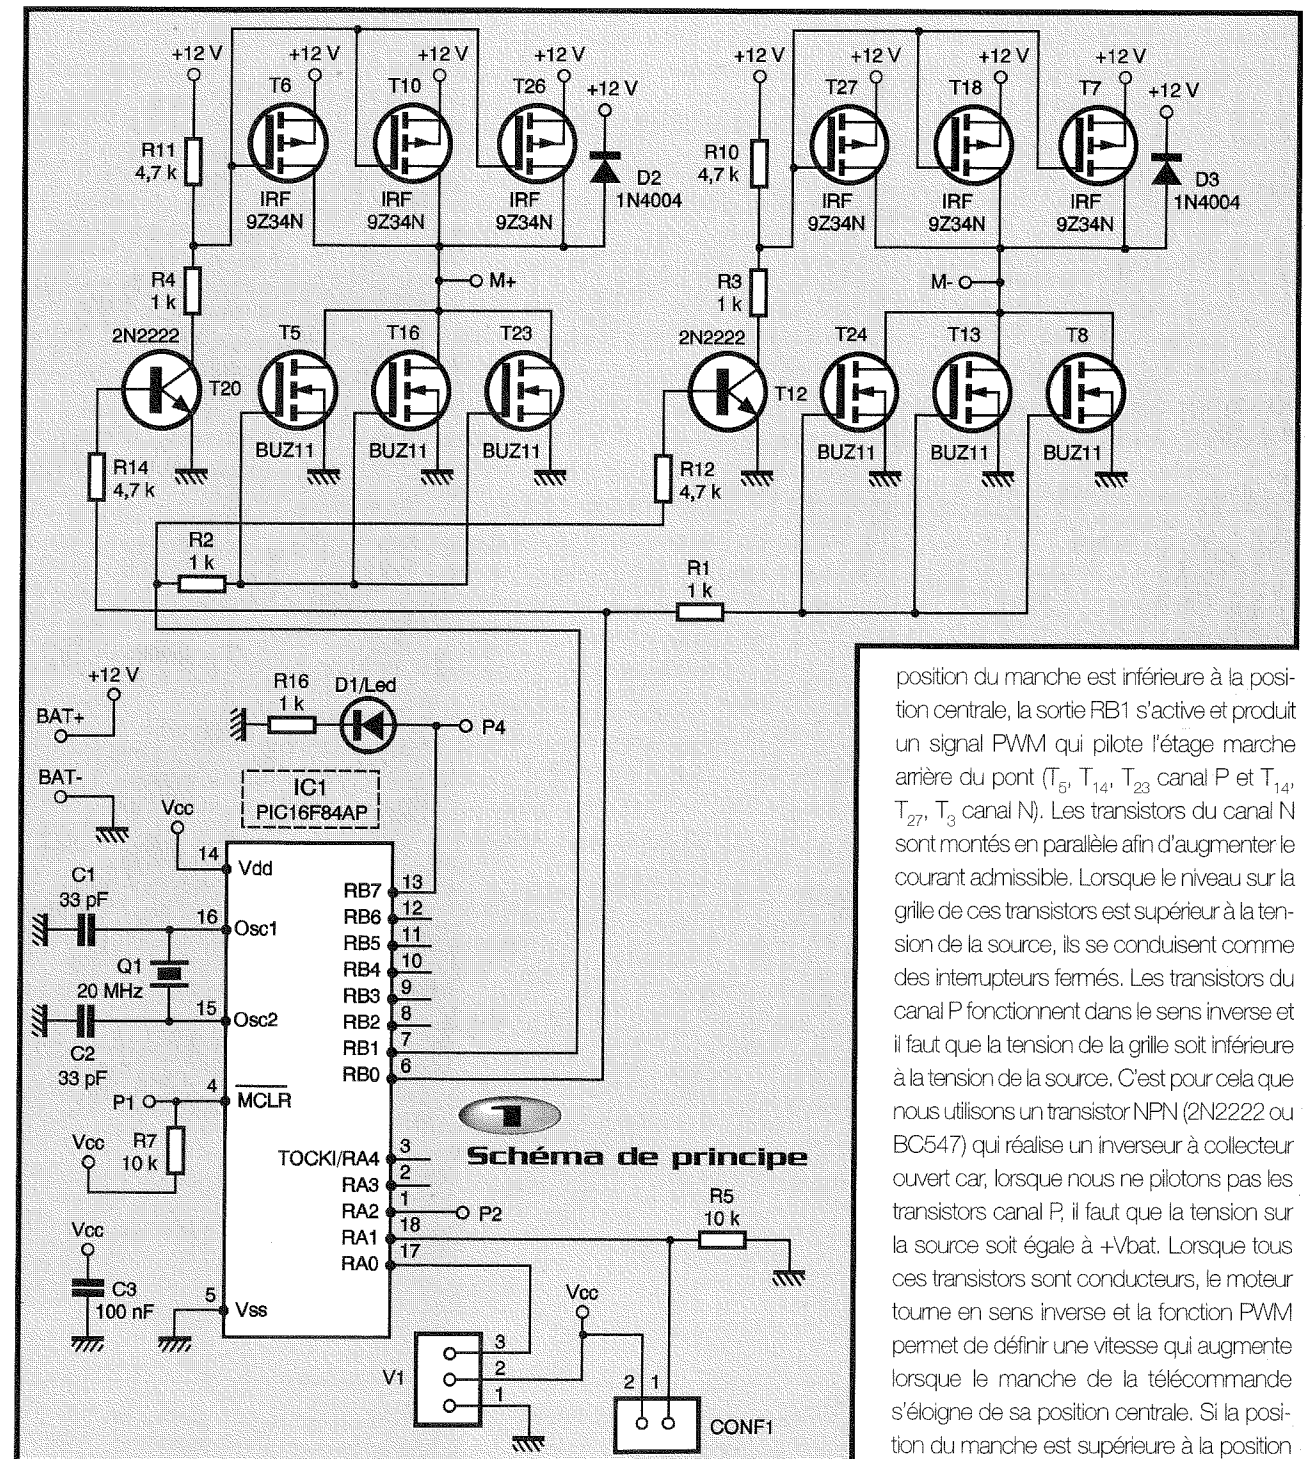 +12 V +12 V +12 V +12 V +12 V +12 V +12 V +12 V
T6 T10 T26 +12 V T27 T18 T7 +12 V
R11
4,7 k
R10
4,7 k
D2
1N4004
D3
1N4004
IRF
9Z34N
IRF
9Z34N
IRF
9Z34N
IRF
9Z34N
IRF
9Z34N
IRF
9Z34N
R4
1 k
M+
R3
1 k
M-
2N2222 T5 T16 T23 2N2222 T24 T13 T8
T20 T12
BUZ11 BUZ11 BUZ11 BUZ11 BUZ11 BUZ11
R14
4,7 k
R12
4,7 k
R2
1 k
R1
1 k
+12 V
BAT+
BAT-
R16
1 k
D1/Led
P4
IC1
PIC16F84AP
Vcc
14 Vdd
C1
33 pF
16 Osc1
Q1
20 MHz
15 Osc2
C2
33 pF
4 MCLR
P1
Vcc
R7
10 k
Vcc
C3
100 nF
5 Vss
RB7 13
RB6 12
RB5 11
RB4 10
RB3 9
RB2 8
RB1 7
RB0 6
TOCKI/RA4 3
RA3 2
RA2 1 P2
RA1 18
RA0 17
1
Schéma de principe
R5
10 k
Vcc
V1
3
2
1
2 1
CONF1
position du manche est inférieure à la posi-
tion centrale, la sortie RB1 s'active et produit
un signal PWM qui pilote l'étage marche
arrière du pont (T5, T14, T23 canal P et T14,
T27, T3 canal N). Les transistors du canal N
sont montés en parallèle afin d'augmenter le
courant admissible. Lorsque le niveau sur la
grille de ces transistors est supérieur à la ten-
sion de la source, ils se conduisent comme
des interrupteurs fermés. Les transistors du
canal P fonctionnent dans le sens inverse et
il faut que la tension de la grille soit inférieure
à la tension de la source. C'est pour cela que
nous utilisons un transistor NPN (2N2222 ou
BC547) qui réalise un inverseur à collecteur
ouvert car, lorsque nous ne pilotons pas les
transistors canal P, il faut que la tension sur
la source soit égale à +Vbat. Lorsque tous
ces transistors sont conducteurs, le moteur
tourne en sens inverse et la fonction PWM
permet de définir une vitesse qui augmente
lorsque le manche de la télécommande
s'éloigne de sa position centrale. Si la posi-
tion du manche est supérieure à la position